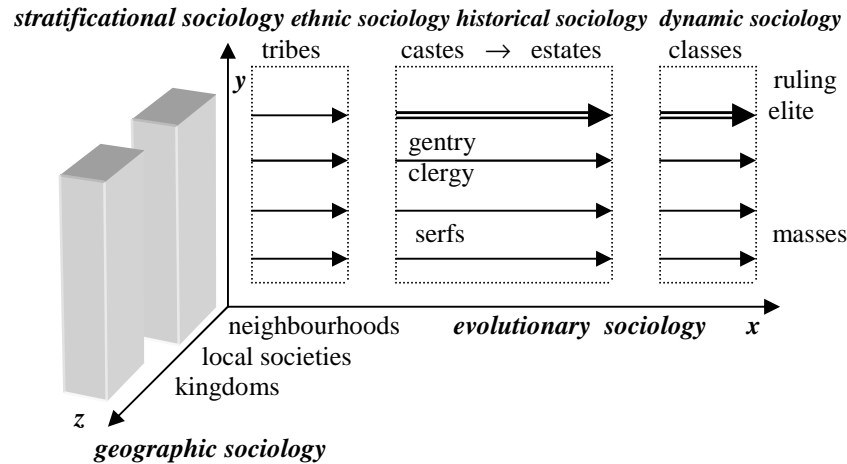 stratificational sociology ethnic sociology historical sociology dynamic sociology
tribes castes → estates classes
y
ruling
elite
gentry
clergy
serfs masses
neighbourhoods evolutionary sociology x
local societies
kingdoms
z
geographic sociology